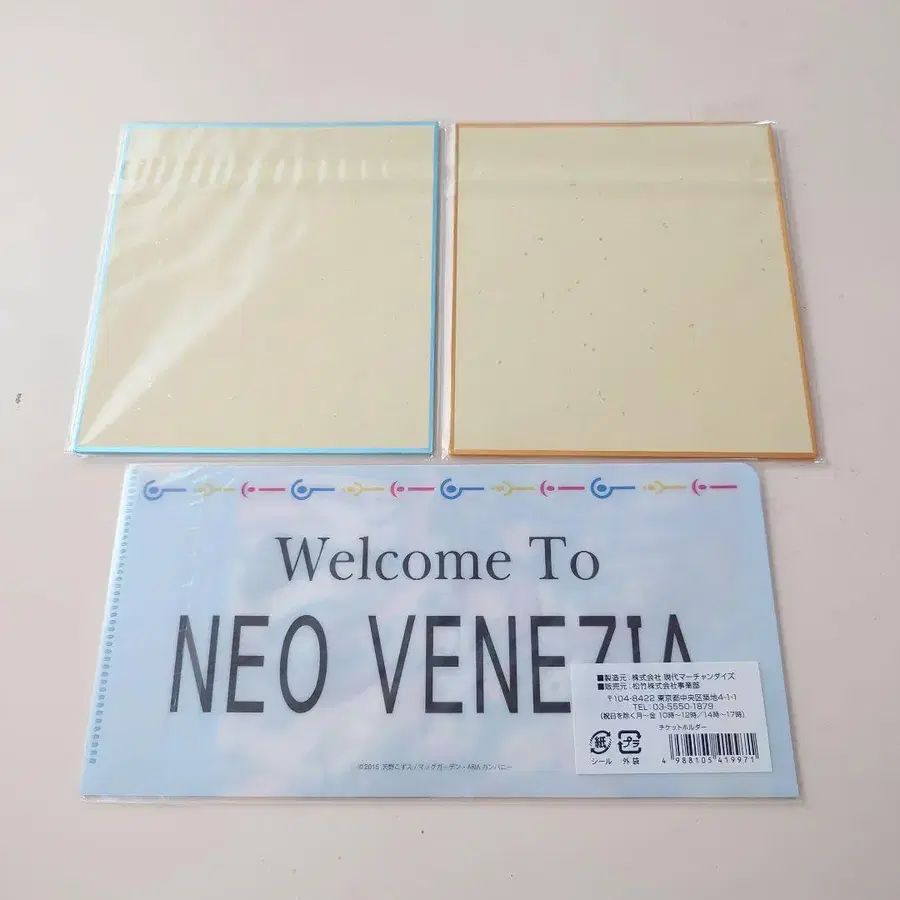 Welcome To
NEO VENEZIA
■製造元：株式会社 現代マーチャンダイズ
■販売元：松竹株式会社事業部
〒104-8422 東京都中央区築地4-1-1
TEL：03-5550-1879
(祝日を除く月～金 10時～12時／14時～17時)
チケットホルダー
紙 プラ
シール 外袋
4 988105 419971
©2015 天野こずえ／マッグガーデン・ARIAカンパニー